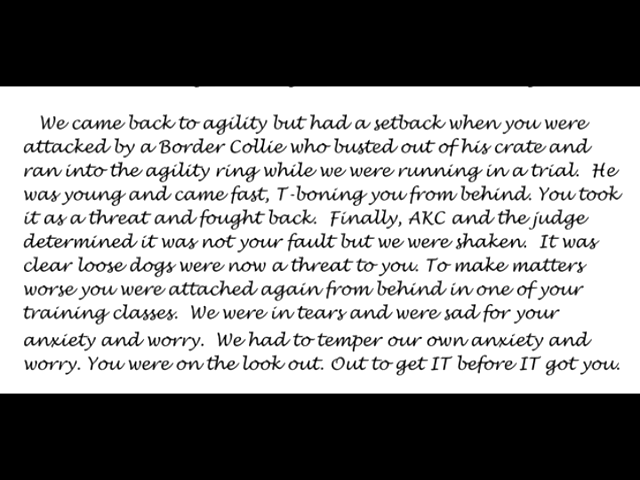 We came back to agility but had a setback when you were
attacked by a Border Collie who busted out of his crate and
ran into the agility ring while we were running in a trial. He
was young and came fast, T-boning you from behind. You took
it as a threat and fought back. Finally, AKC and the judge
determined it was not your fault but we were shaken. It was
clear loose dogs were now a threat to you. To make matters
worse you were attached again from behind in one of your
training classes. We were in tears and were sad for your
anxiety and worry. We had to temper our own anxiety and
worry. You were on the look out. Out to get IT before IT got you.